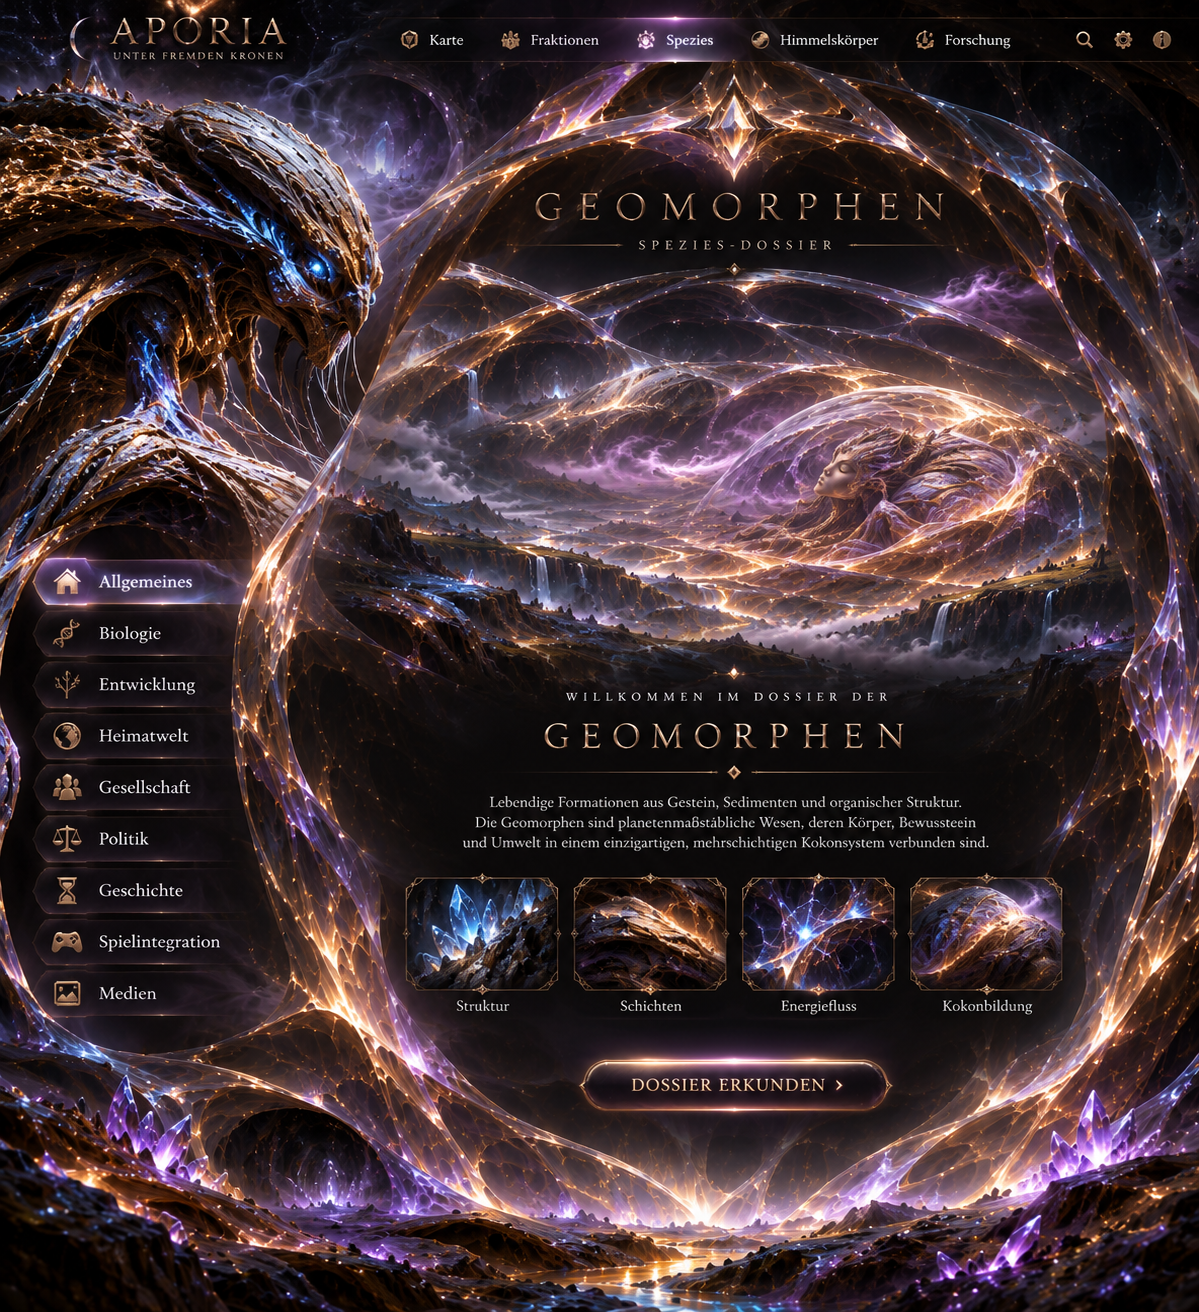 APORIA
UNTER FREMDEN KRONEN
Karte
Fraktionen
Spezies
Himmelskörper
Forschung
GEOMORPHEN
SPEZIES-DOSSIER
Allgemeines
Biologie
Entwicklung
Heimatwelt
Gesellschaft
Politik
Geschichte
Spielintegration
Medien
WILLKOMMEN IM DOSSIER DER
GEOMORPHEN
Lebendige Formationen aus Gestein, Sedimenten und organischer Struktur.
Die Geomorphen sind planetenmaßstábliche Wesen, deren Körper, Bewusstein
und Umwelt in einem einzigartigen, mehrschichtigen Kokonsystem verbunden sind.
Struktur
Schichten
Energiefluss
Kokonbildung
DOSSIER ERKUNDEN ›